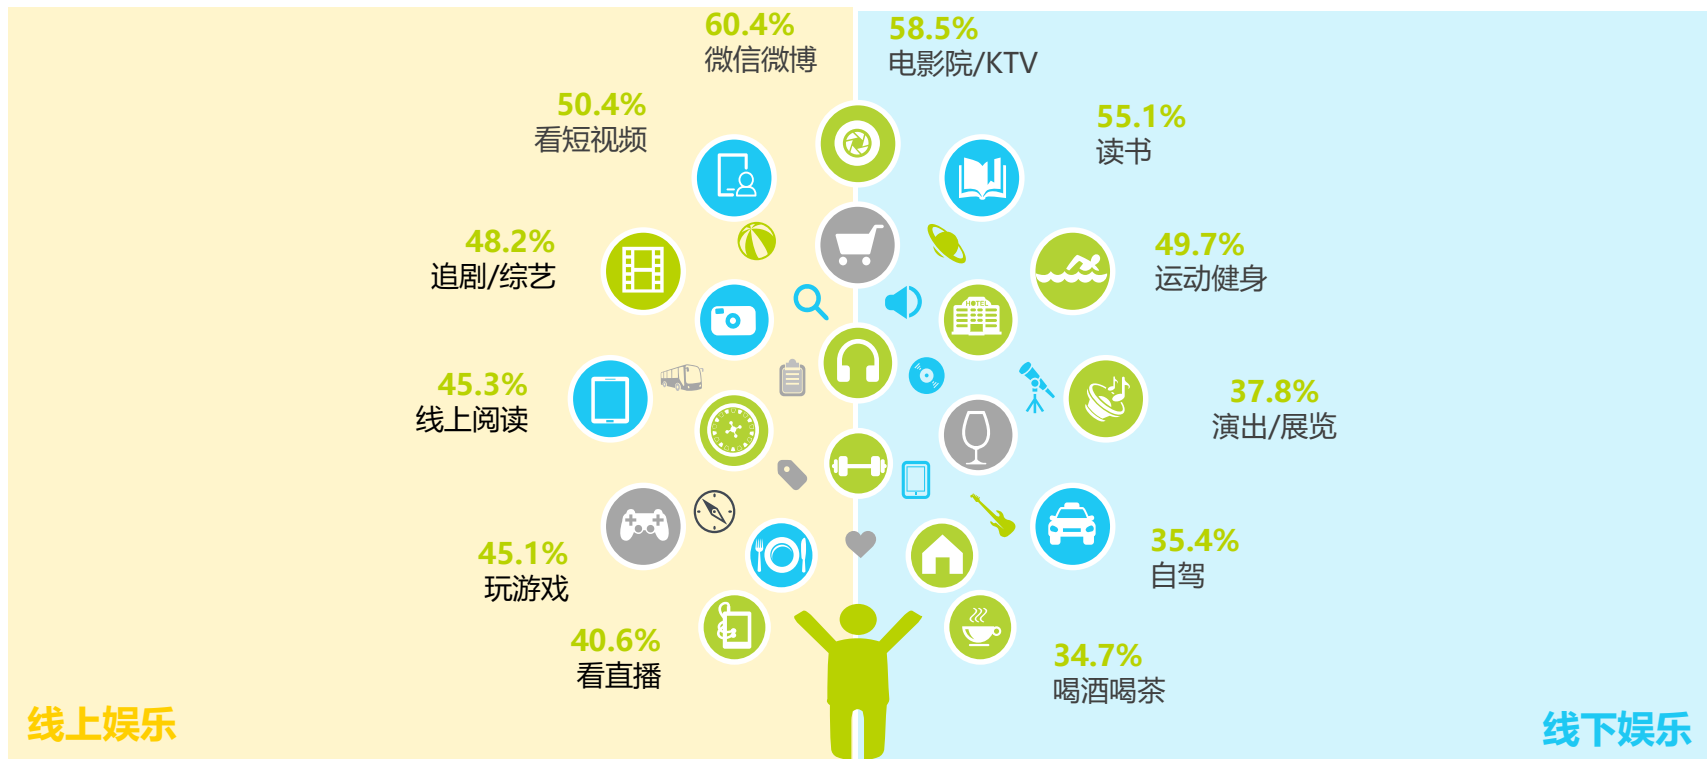 60.4%
微信微博
50.4%
看短视频
48.2%
追剧/综艺
45.3%
线上阅读
45.1%
玩游戏
40.6%
看直播
线上娱乐
58.5%
电影院/KTV
55.1%
读书
49.7%
运动健身
HOTEL
37.8%
演出/展览
35.4%
自驾
34.7%
喝酒喝茶
线下娱乐